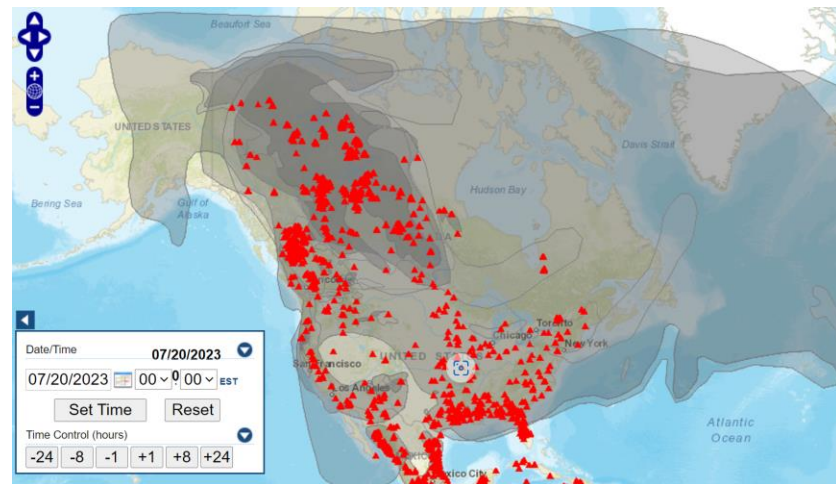 Beaufort Sea
UNITED STATES
Davis Strait
Hudson Bay
Bering Sea
Gulf of
Alaska
Toronto
Chicago
New York
UNITED STATES
San Francisco
Los Angeles
Atlantic
Ocean
Mexico City
Date/Time
07/20/2023
07/20/2023
00
:
00
EST
Set Time
Reset
Time Control (hours)
-24
-8
-1
+1
+8
+24